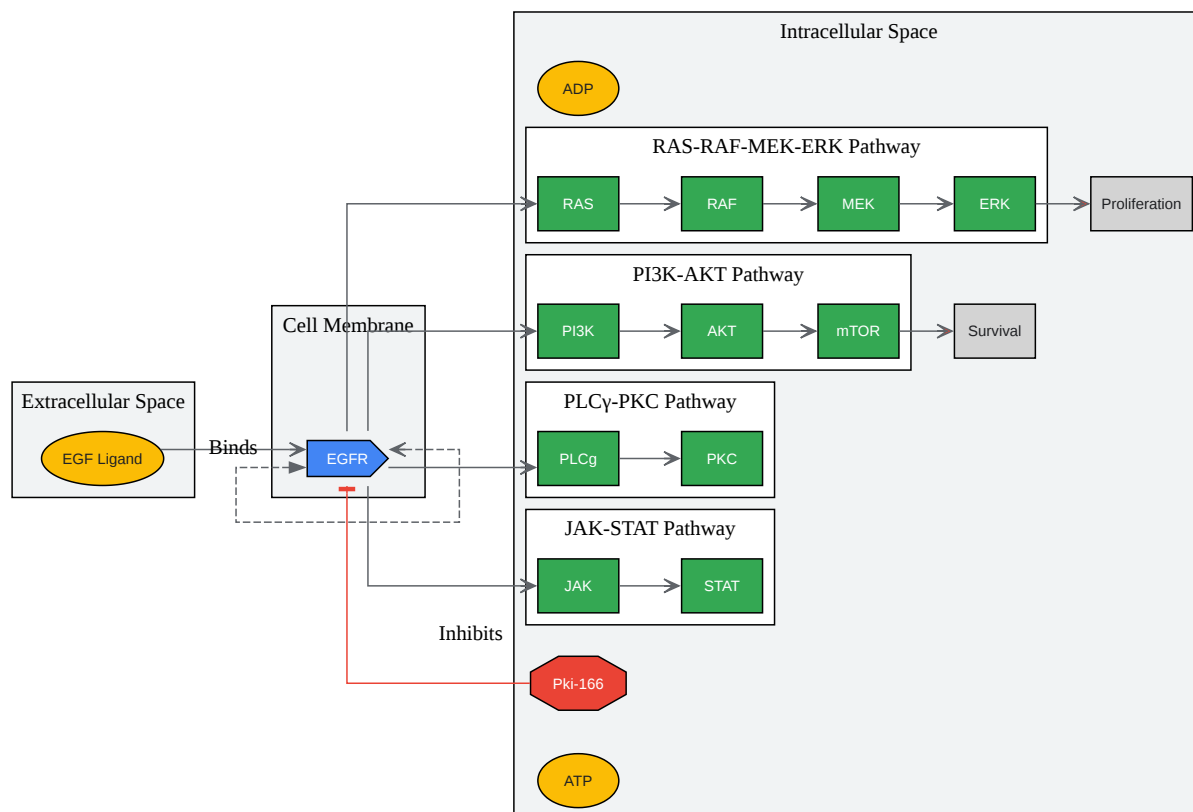 Intracellular Space
ADP
RAS-RAF-MEK-ERK Pathway
RAS
RAF
MEK
ERK
Proliferation
PI3K-AKT Pathway
PI3K
AKT
mTOR
Survival
Cell Membrane
Extracellular Space
EGF Ligand
Binds
EGFR
PLCγ-PKC Pathway
PLCg
PKC
JAK-STAT Pathway
JAK
STAT
Inhibits
Pki-166
ATP